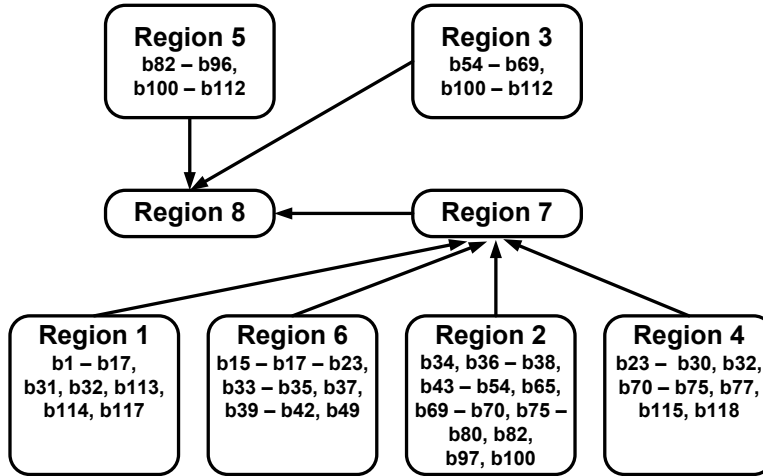 Region 5
b82 – b96,
b100 – b112
Region 3
b54 – b69,
b100 – b112
Region 8
Region 7
Region 1
b1 – b17,
b31, b32, b113,
b114, b117
Region 6
b15 – b17 – b23,
b33 – b35, b37,
b39 – b42, b49
Region 2
b34, b36 – b38,
b43 – b54, b65,
b69 – b70, b75 –
b80, b82,
b97, b100
Region 4
b23 – b30, b32,
b70 – b75, b77,
b115, b118